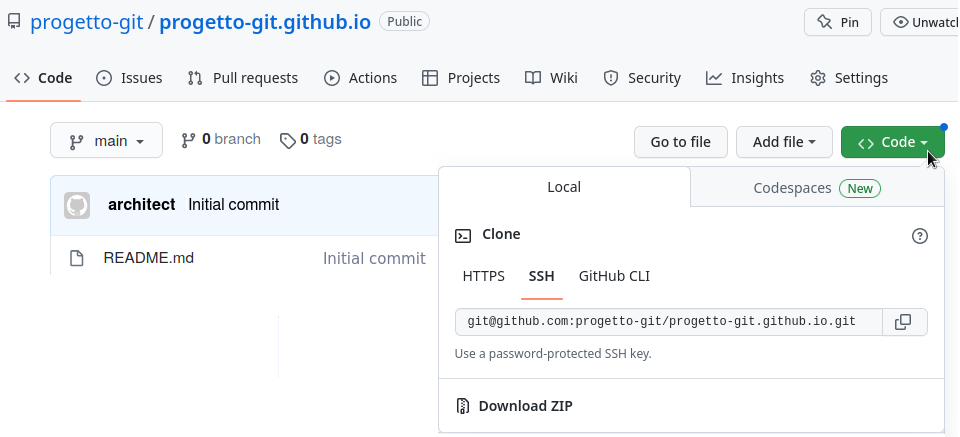 progetto-git / progetto-git.github.io Public Pin Unwatc
Code Issues Pull requests Actions Projects Wiki Security Insights Settings
main 0 branch 0 tags Go to file Add file Code
Local Codespaces New
architect Initial commit
Clone
README.md Initial commit
HTTPS SSH GitHub CLI
git@github.com:progetto-git/progetto-git.github.io.git
Use a password-protected SSH key.
Download ZIP